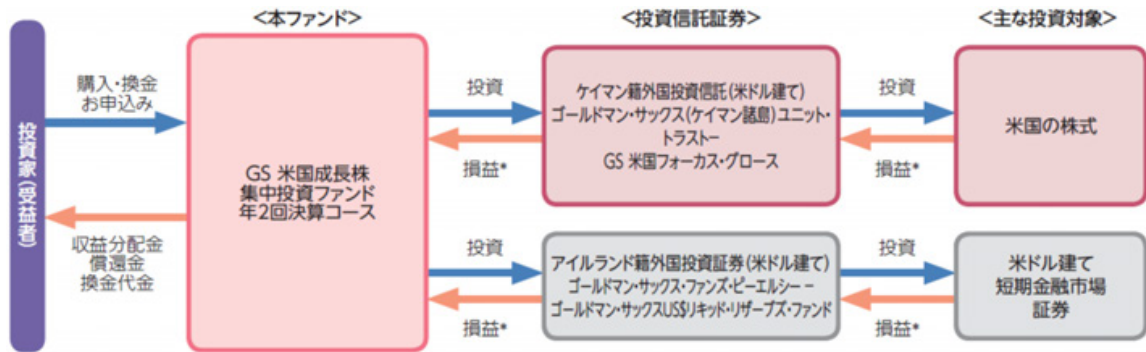 <本ファンド>
<投資信託証券>
<主な投資対象>
投資家(受益者)
購入・換金
お申込み
収益分配金
償還金
換金代金
GS 米国成長株
集中投資ファンド
年2回決算コース
投資
損益*
ケイマン籍外国投資信託(米ドル建て)
ゴールドマン・サックス(ケイマン諸島)ユニット・
トラストー
GS 米国フォーカス・グロース
投資
損益*
米国の株式
投資
損益*
アイルランド籍外国投資証券(米ドル建て)
ゴールドマン・サックス・ファンズ・ピーエルシー −
ゴールドマン・サックスUS$リキッド・リザーブズ・ファンド
投資
損益*
米ドル建て
短期金融市場
証券